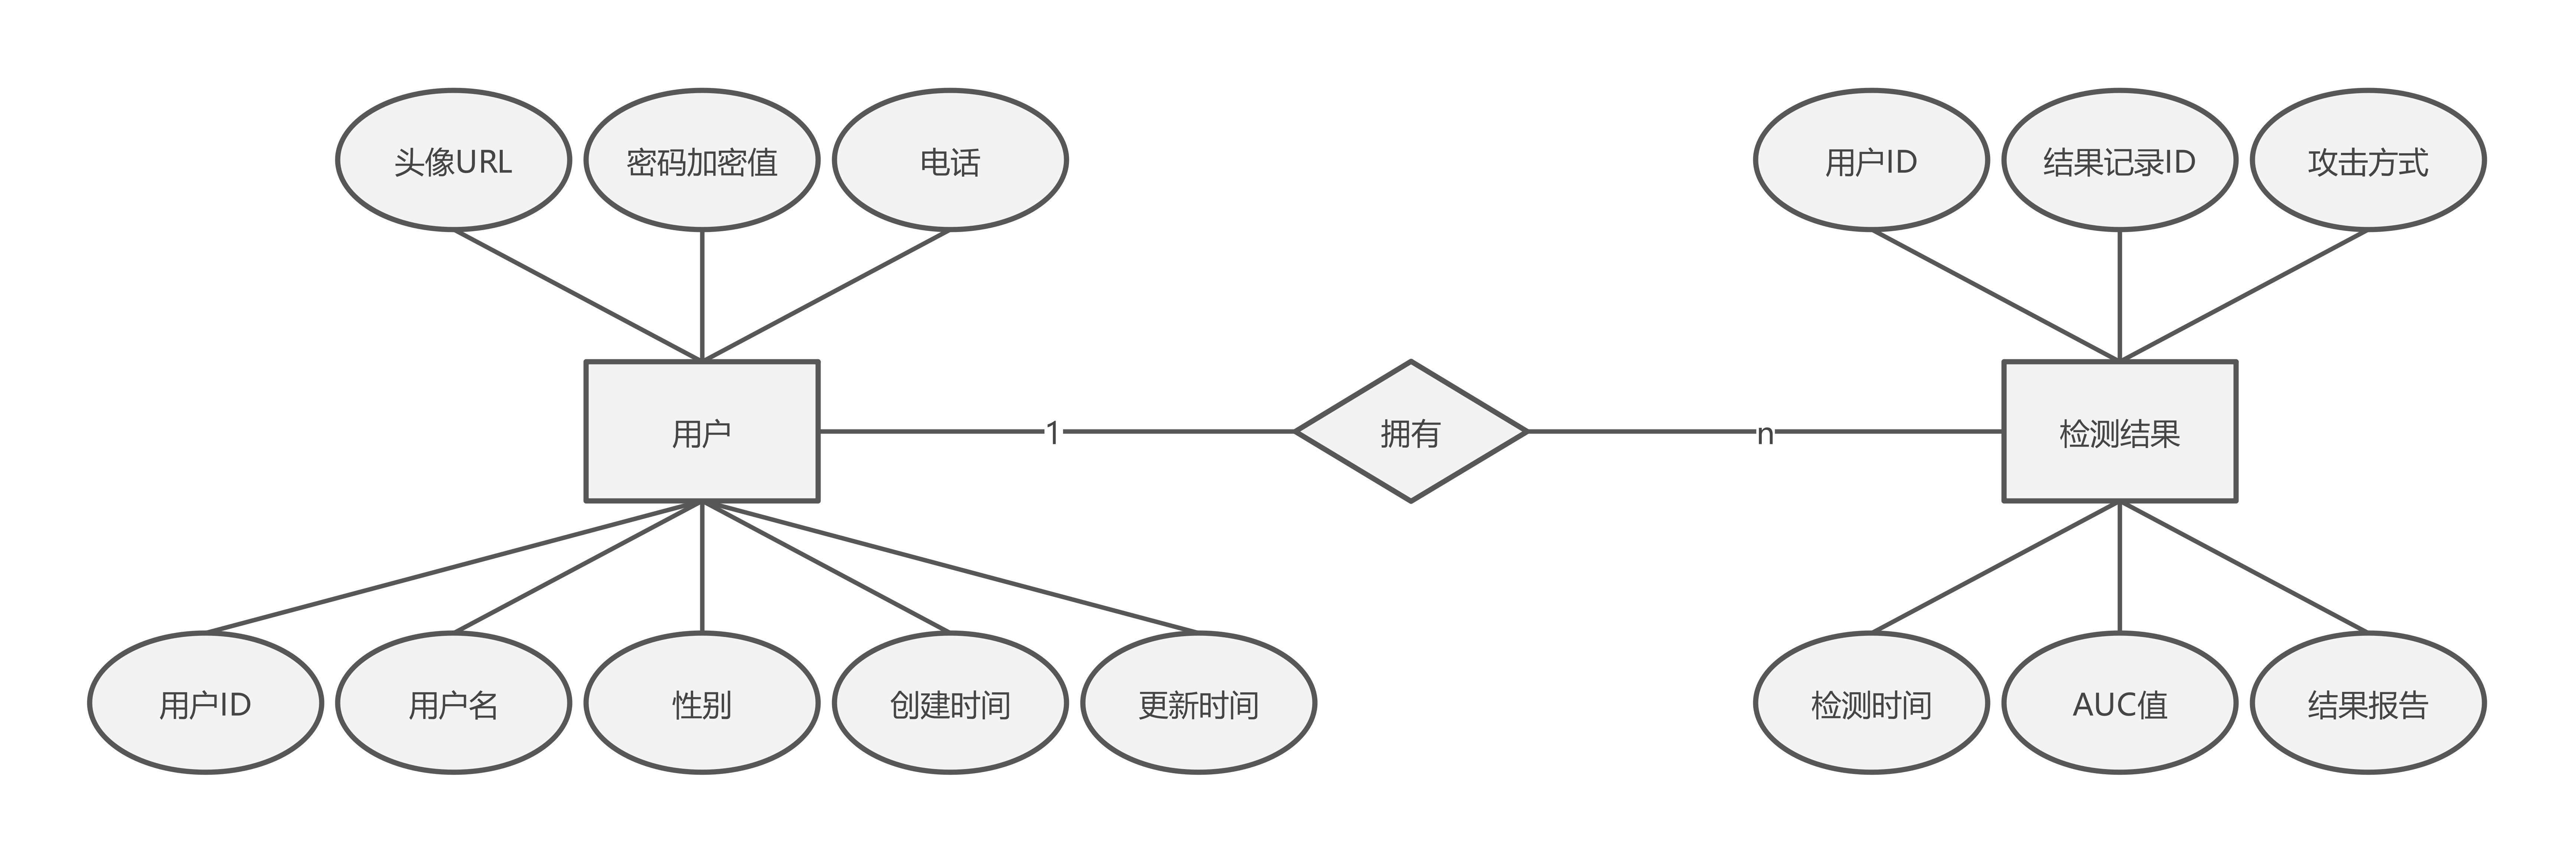 头像URL
密码加密值
电话
用户ID
结果记录ID
攻击方式
用户
1
拥有
n
检测结果
用户ID
用户名
性别
创建时间
更新时间
检测时间
AUC值
结果报告